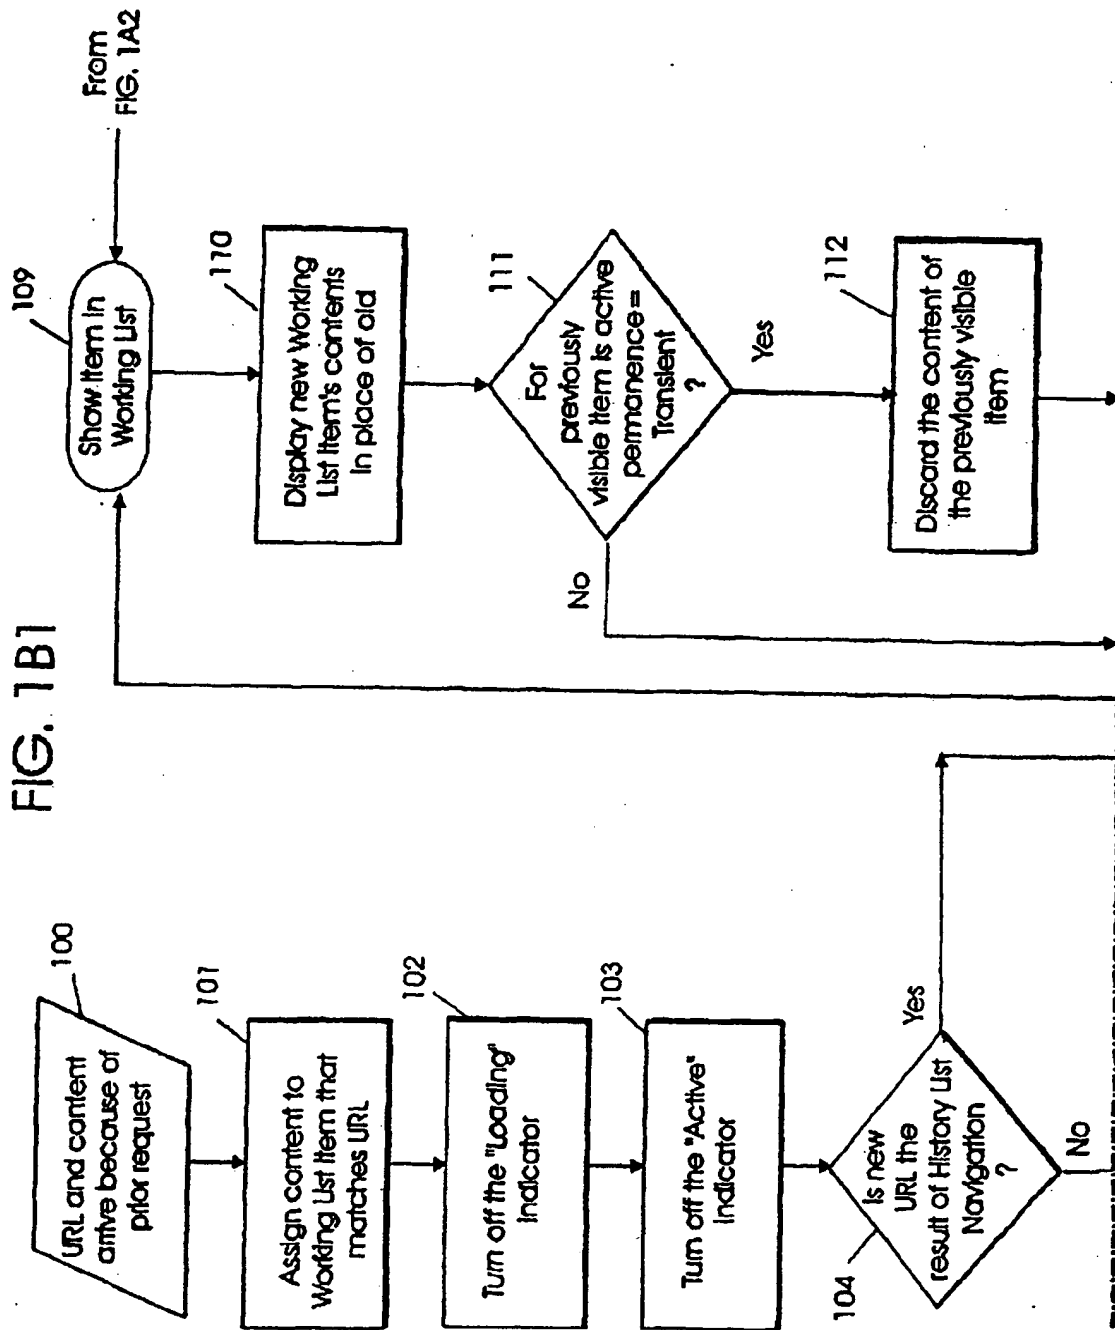 FIG. 1B1
100
URL and content
arrive because of
prior request
101
Assign content to
Working List Item that
matches URL
102
Turn off the "Loading"
Indicator
103
Turn off the "Active"
Indicator
104
Is new
URL the
result of History List
Navigation
?
Yes
No
From
FIG. 1A2
109
Show Item in
Working List
110
Display new Working
List Item's contents
in place of old
111
For
previously
visible item is active
permanence=
Transient
?
No
Yes
112
Discard the content of
the previously visible
item